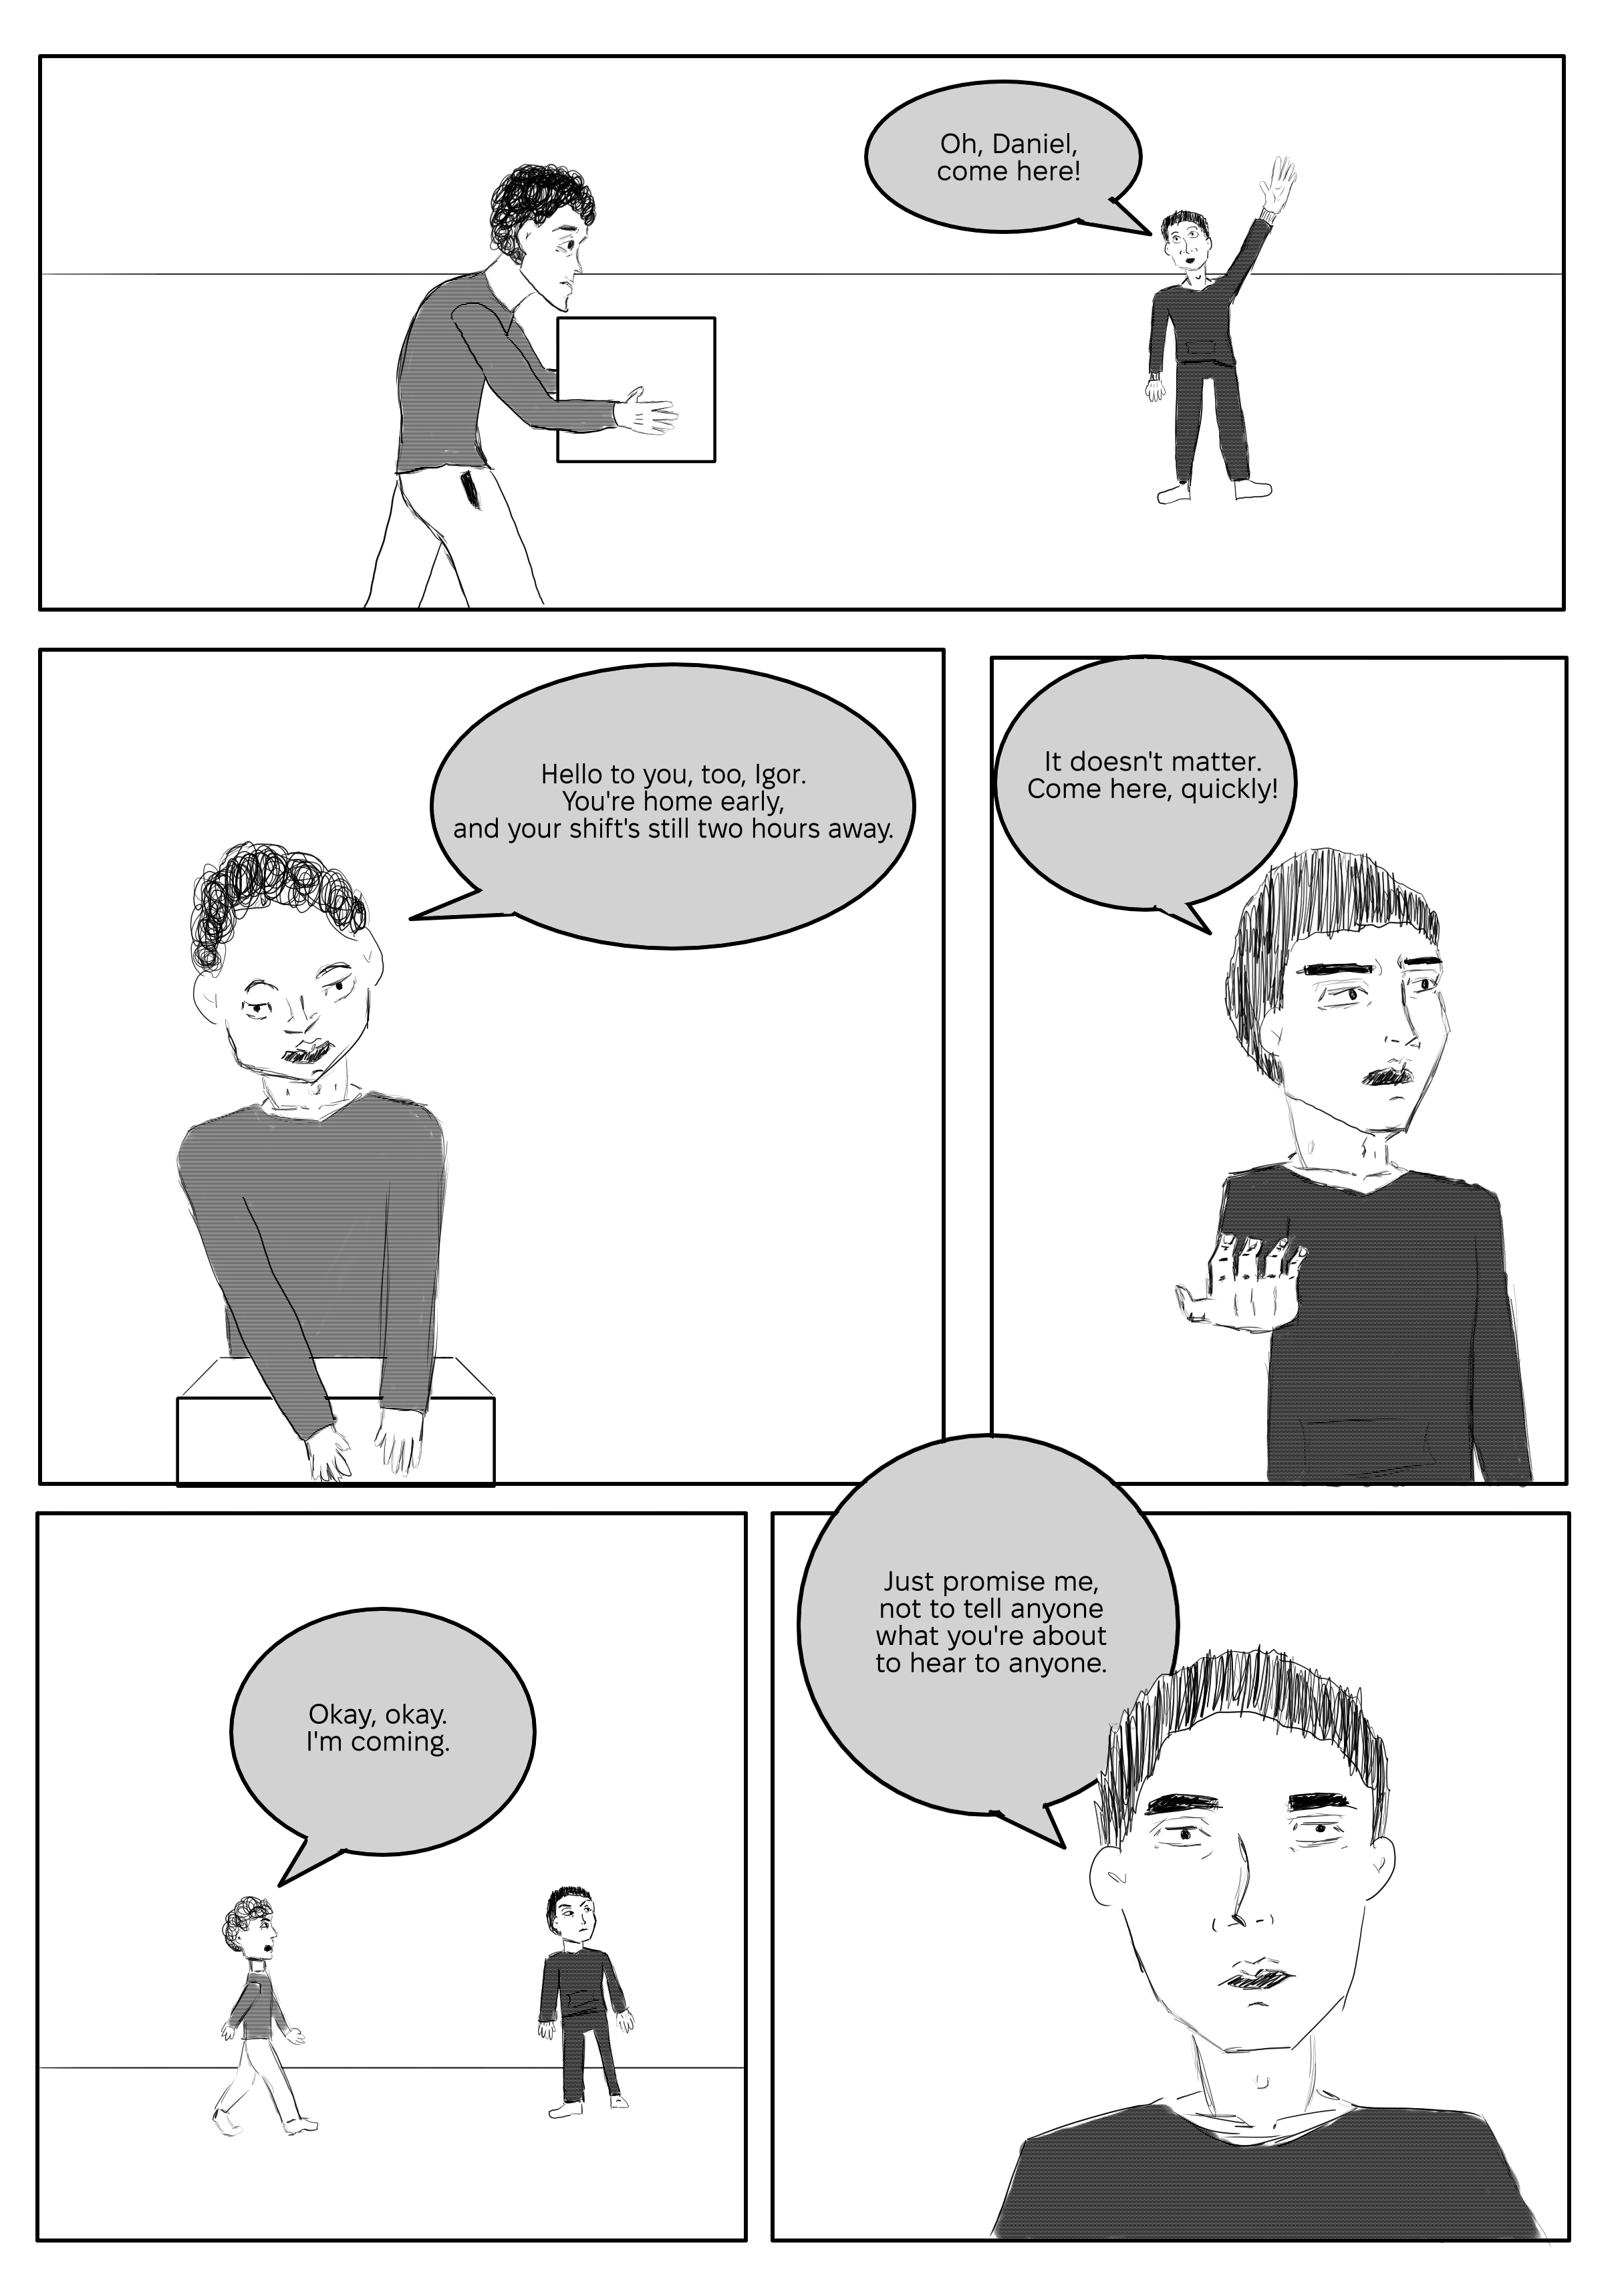 Oh, Daniel,
come here!
Hello to you, too, Igor.
You're home early,
and your shift's still two hours away.
It doesn't matter.
Come here, quickly!
Okay, okay.
I'm coming.
Just promise me,
not to tell anyone
what you're about
to hear to anyone.